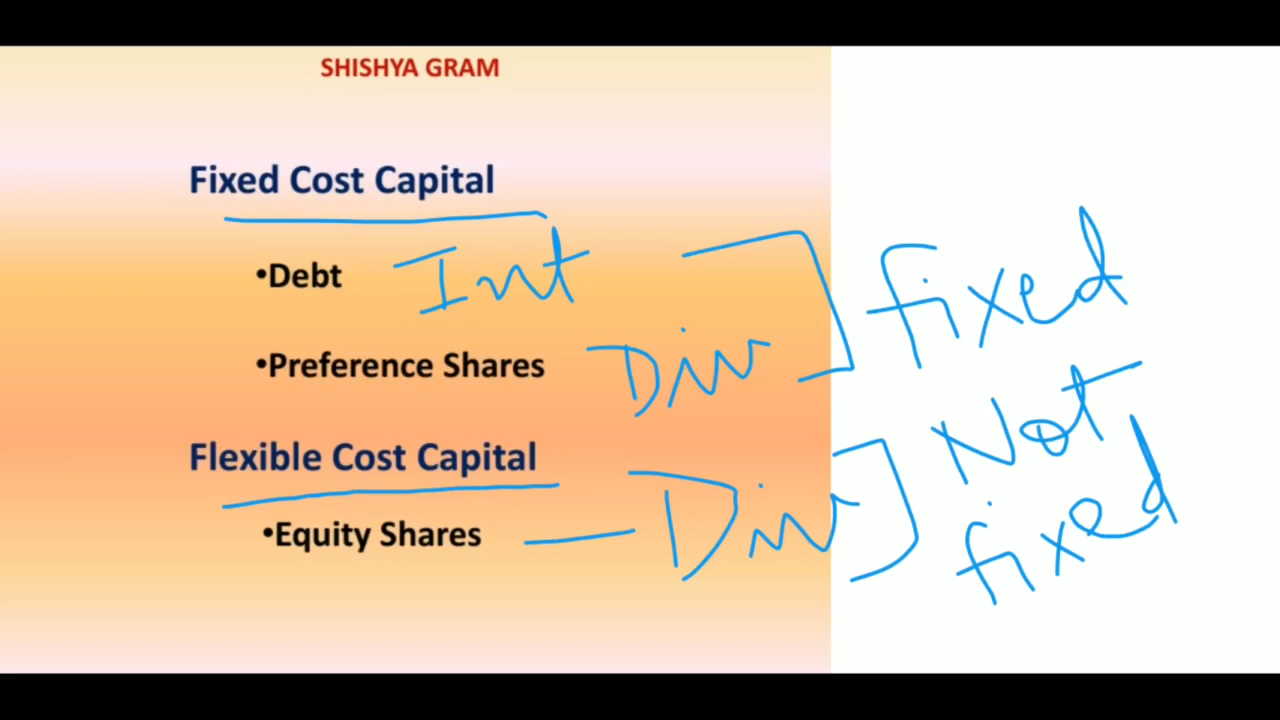 SHISHYA GRAM
Fixed Cost Capital
•Debt Int
•Preference Shares Div
fixed
Flexible Cost Capital
•Equity Shares — Div
Not
fixed